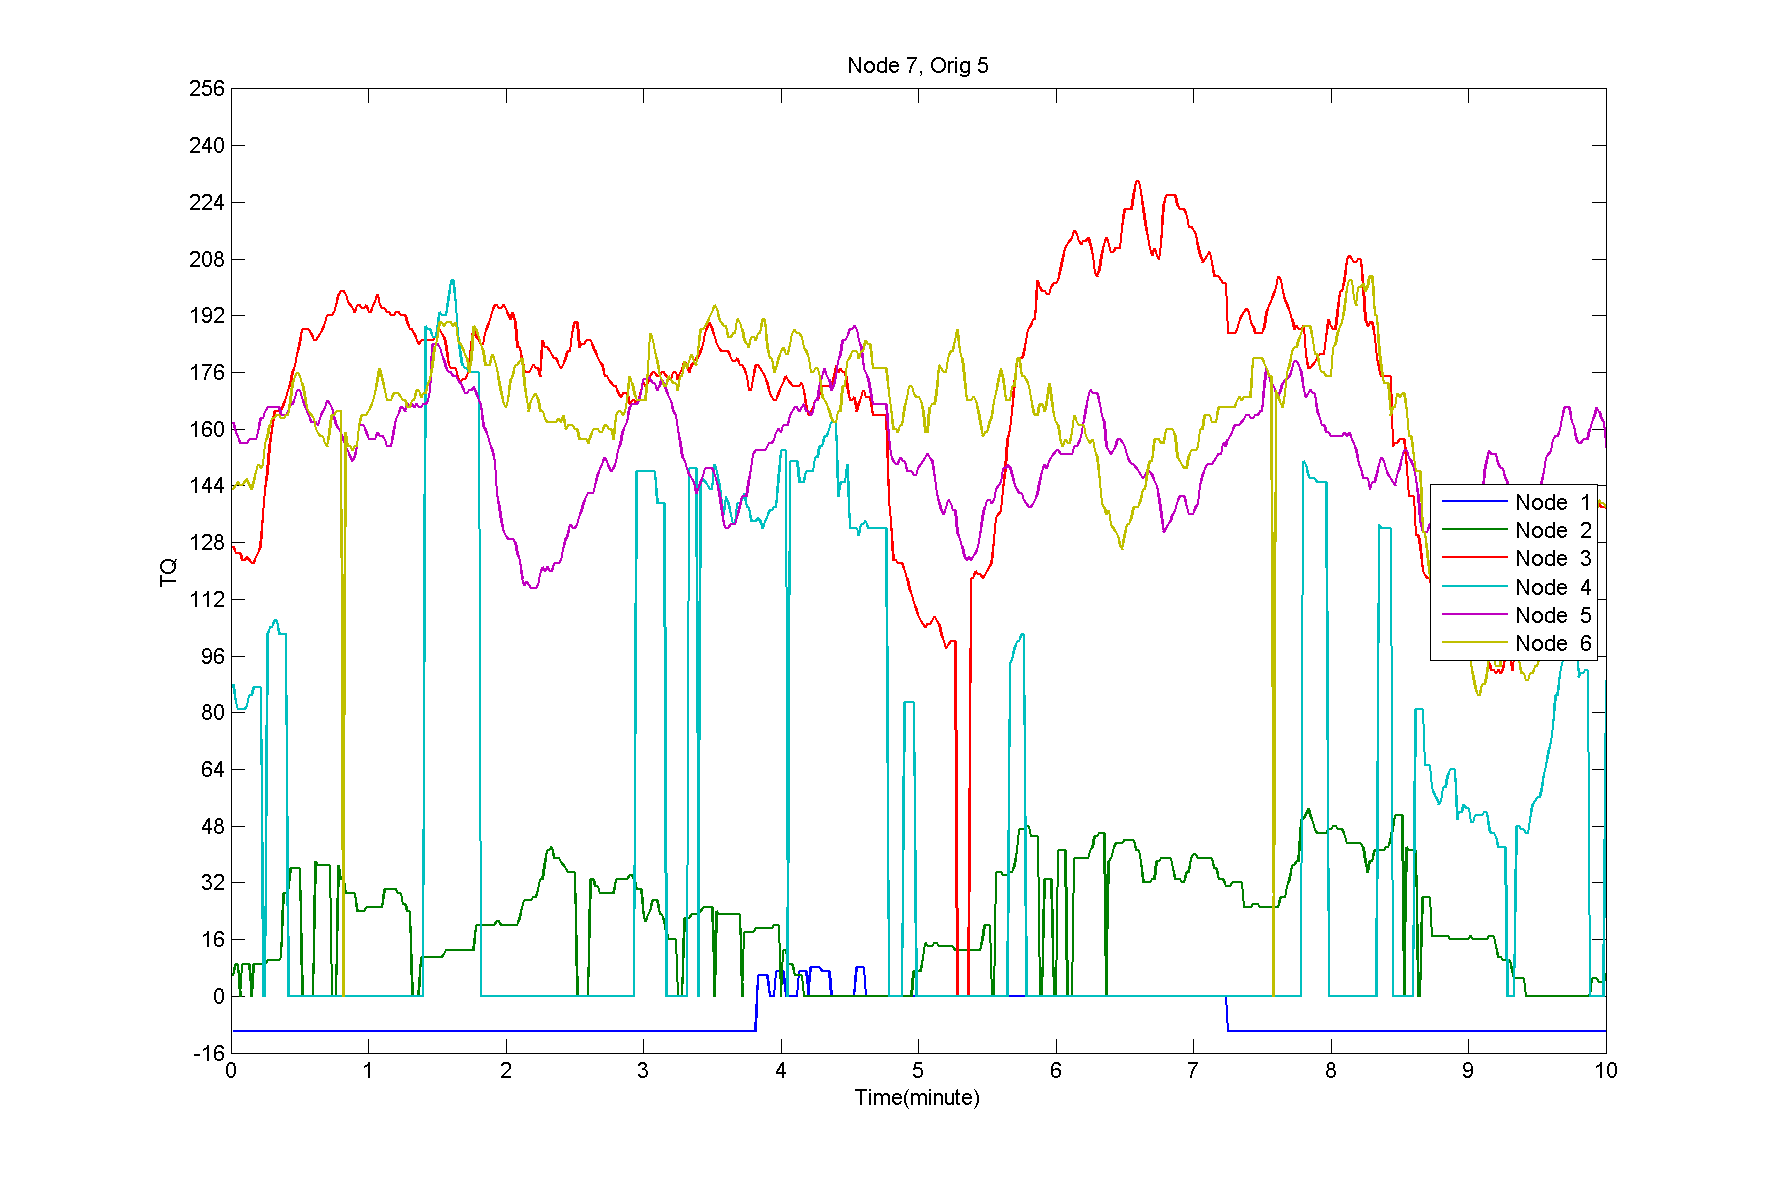 Node 7, Orig 5
256
240
224
208
192
176
160
144
128
112
96
80
64
48
32
16
0
-16
TQ
Node 1
Node 2
Node 3
Node 4
Node 5
Node 6
0 1 2 3 4 5 6 7 8 9 10
Time(minute)